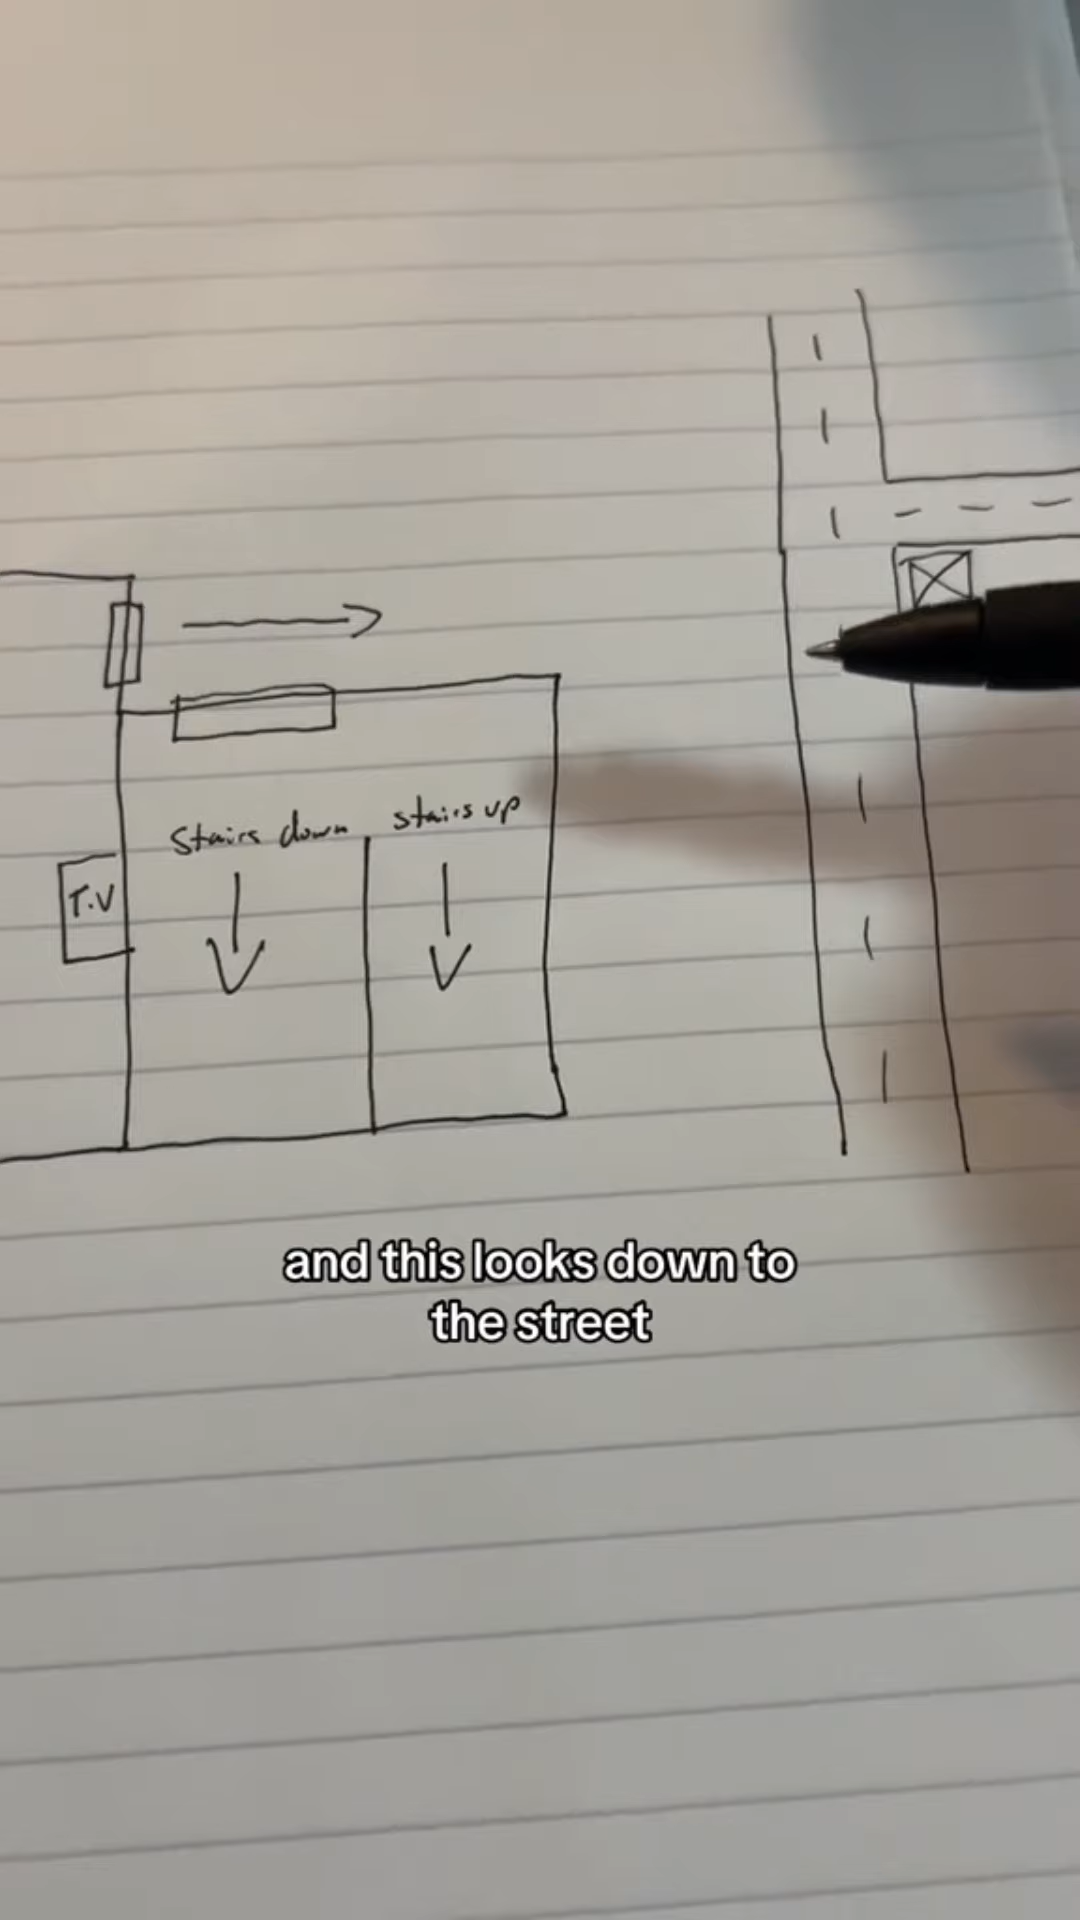 Stairs down
stairs up
T.V
and this looks down to
the street